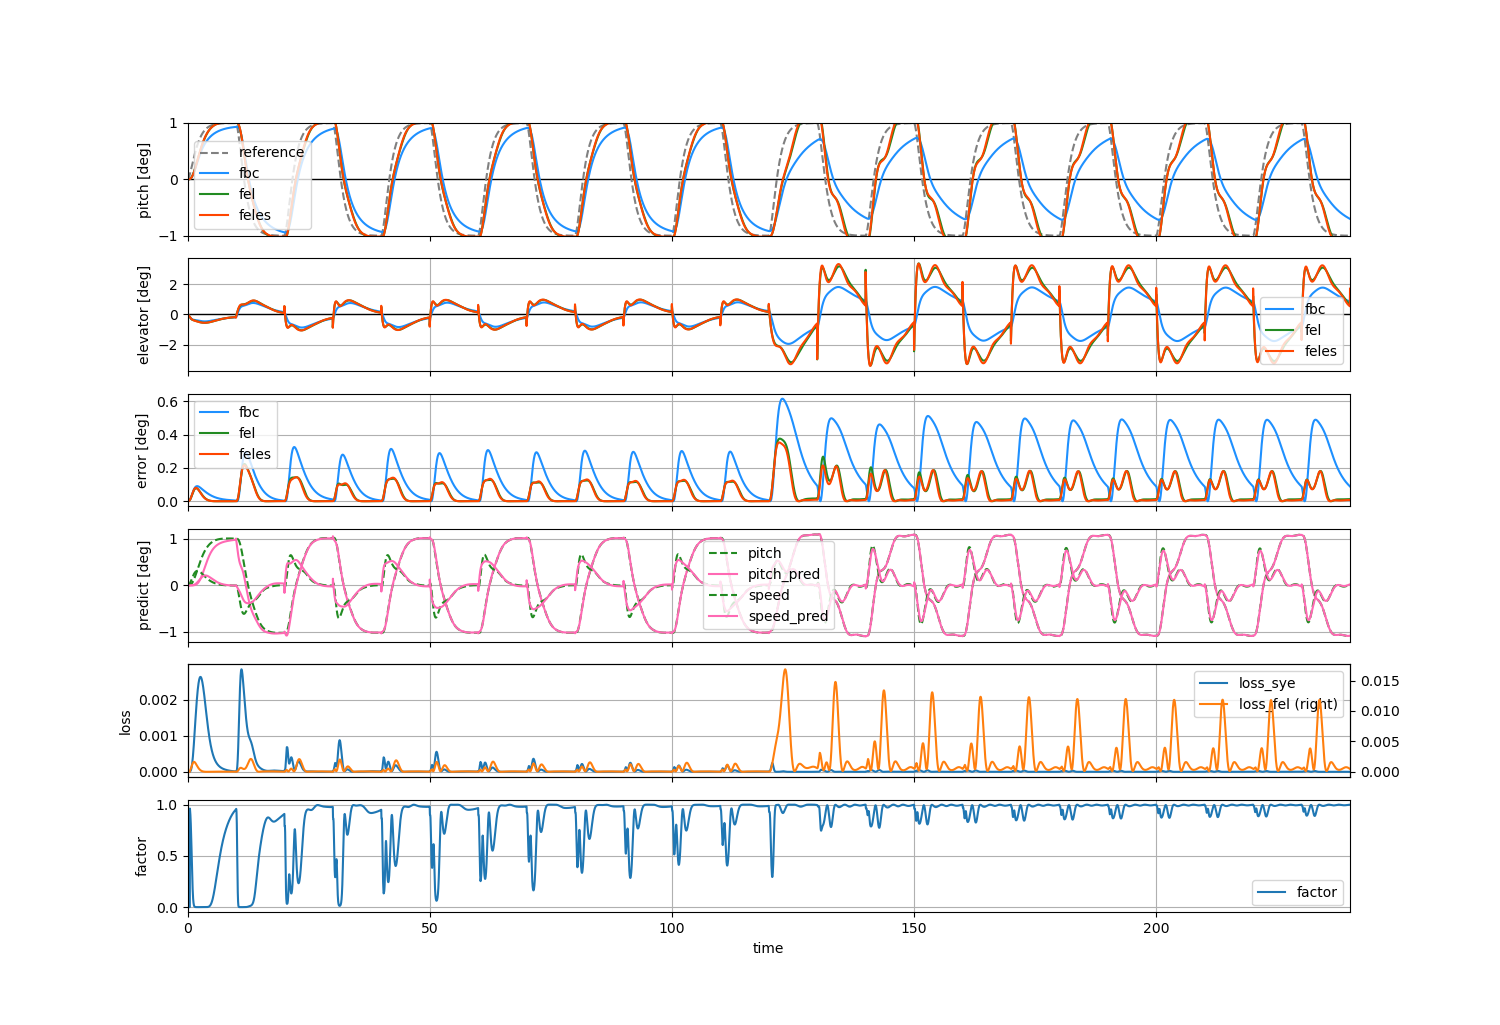 pitch [deg]
1
0
−1
reference
fbc
fel
feles
elevator [deg]
2
0
−2
fbc
fel
feles
error [deg]
0.6
0.4
0.2
0.0
fbc
fel
feles
predict [deg]
1
0
−1
pitch
pitch_pred
speed
speed_pred
loss
0.002
0.001
0.000
loss_sye
loss_fel (right)
0.015
0.010
0.005
0.000
factor
1.0
0.5
0.0
factor
0 50 100 150 200
time